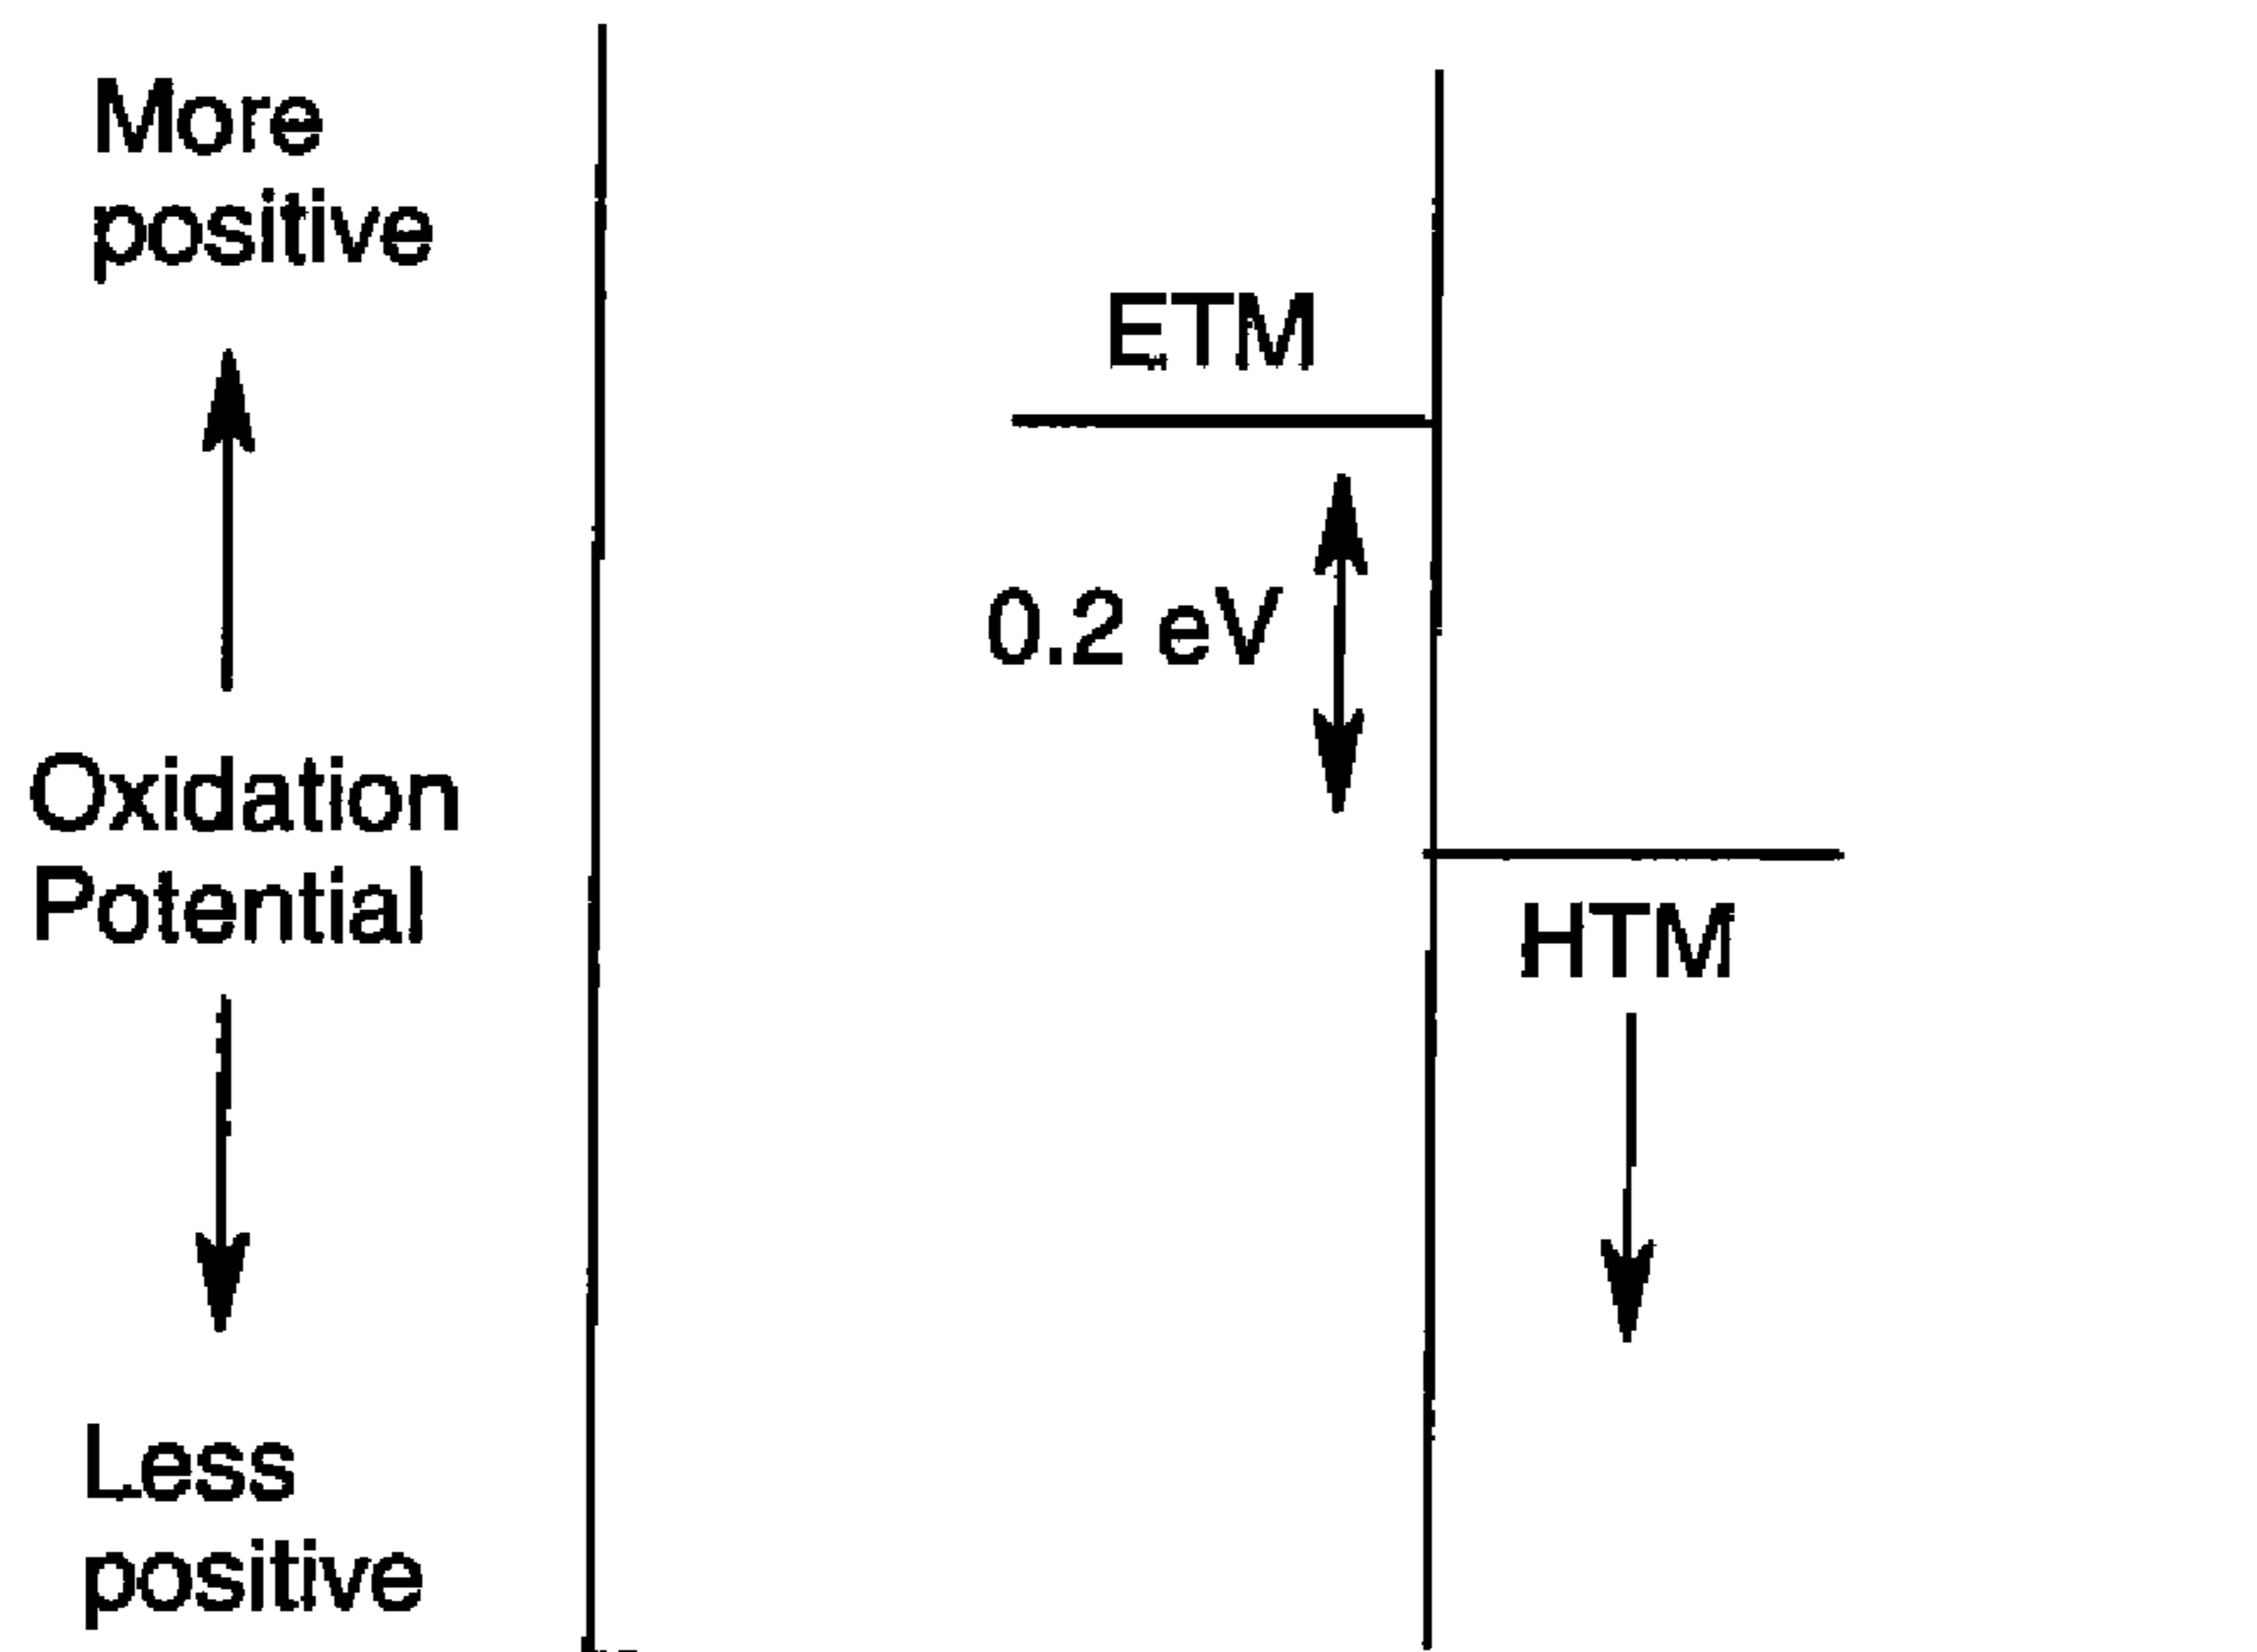 More
positive
Oxidation
Potential
Less
positive
ETM
0.2 eV
HTM